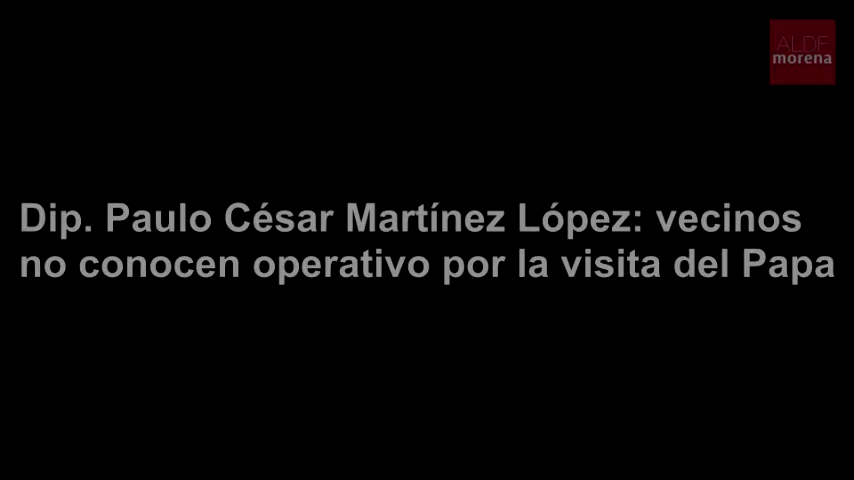 ALDF
morena
Dip. Paulo César Martínez López: vecinos
no conocen operativo por la visita del Papa